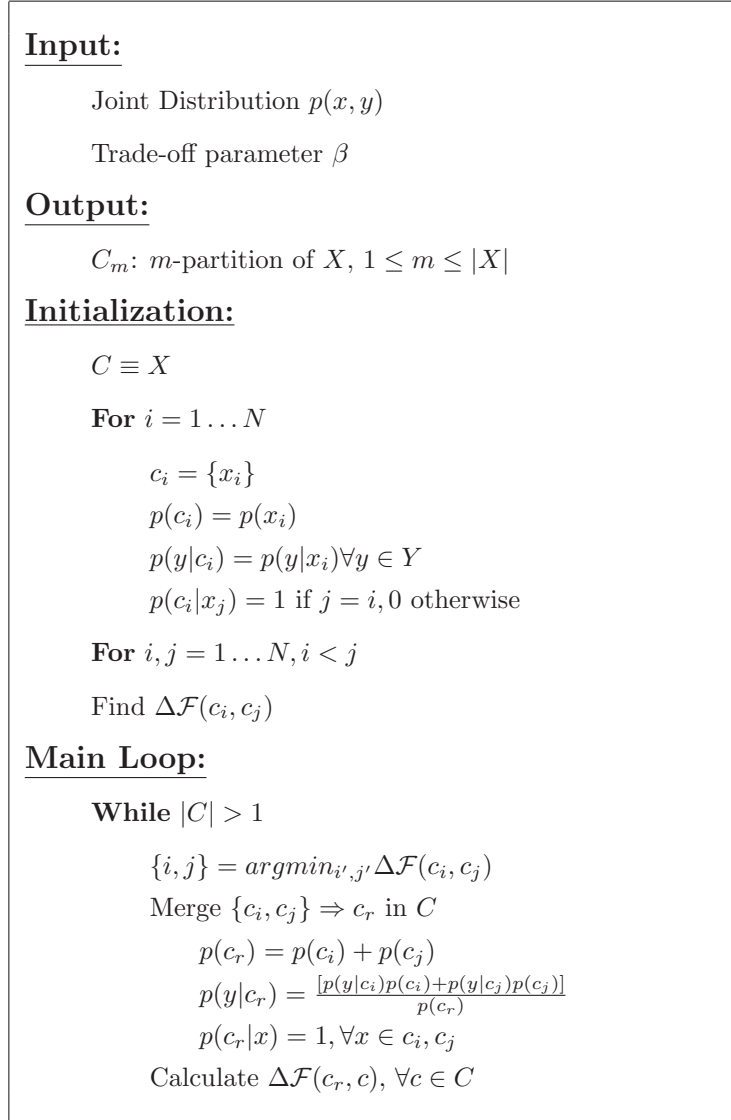 Input:
Joint Distribution p(x, y)
Trade-off parameter β
Output:
C_m: m-partition of X, 1 ≤ m ≤ |X|
Initialization:
C ≡ X
For i = 1 … N
c_i = {x_i}
p(c_i) = p(x_i)
p(y|c_i) = p(y|x_i)∀y ∈ Y
p(c_i|x_j) = 1 if j = i, 0 otherwise
For i, j = 1 … N, i < j
Find Δℱ(c_i, c_j)
Main Loop:
While |C| > 1
{i, j} = argmin_{i′,j′} Δℱ(c_i, c_j)
Merge {c_i, c_j} ⇒ c_r in C
p(c_r) = p(c_i) + p(c_j)
p(y|c_r) = \frac{[p(y|c_i)p(c_i)+p(y|c_j)p(c_j)]}{p(c_r)}
p(c_r|x) = 1, ∀x ∈ c_i, c_j
Calculate Δℱ(c_r, c), ∀c ∈ C